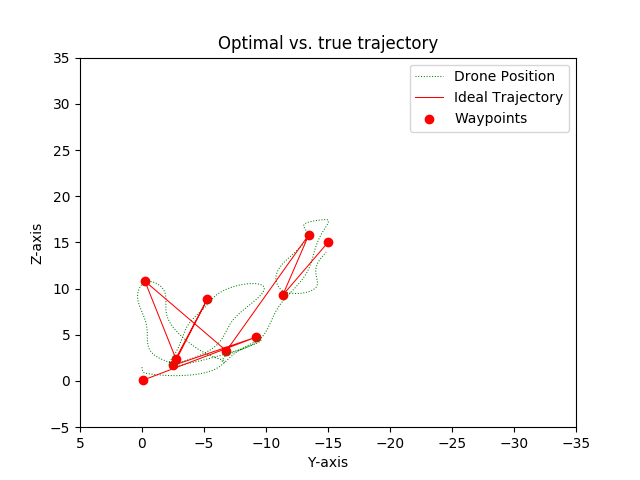 Optimal vs. true trajectory
Drone Position
Ideal Trajectory
Waypoints
Z-axis
35
30
25
20
15
10
5
0
−5
5 0 −5 −10 −15 −20 −25 −30 −35
Y-axis